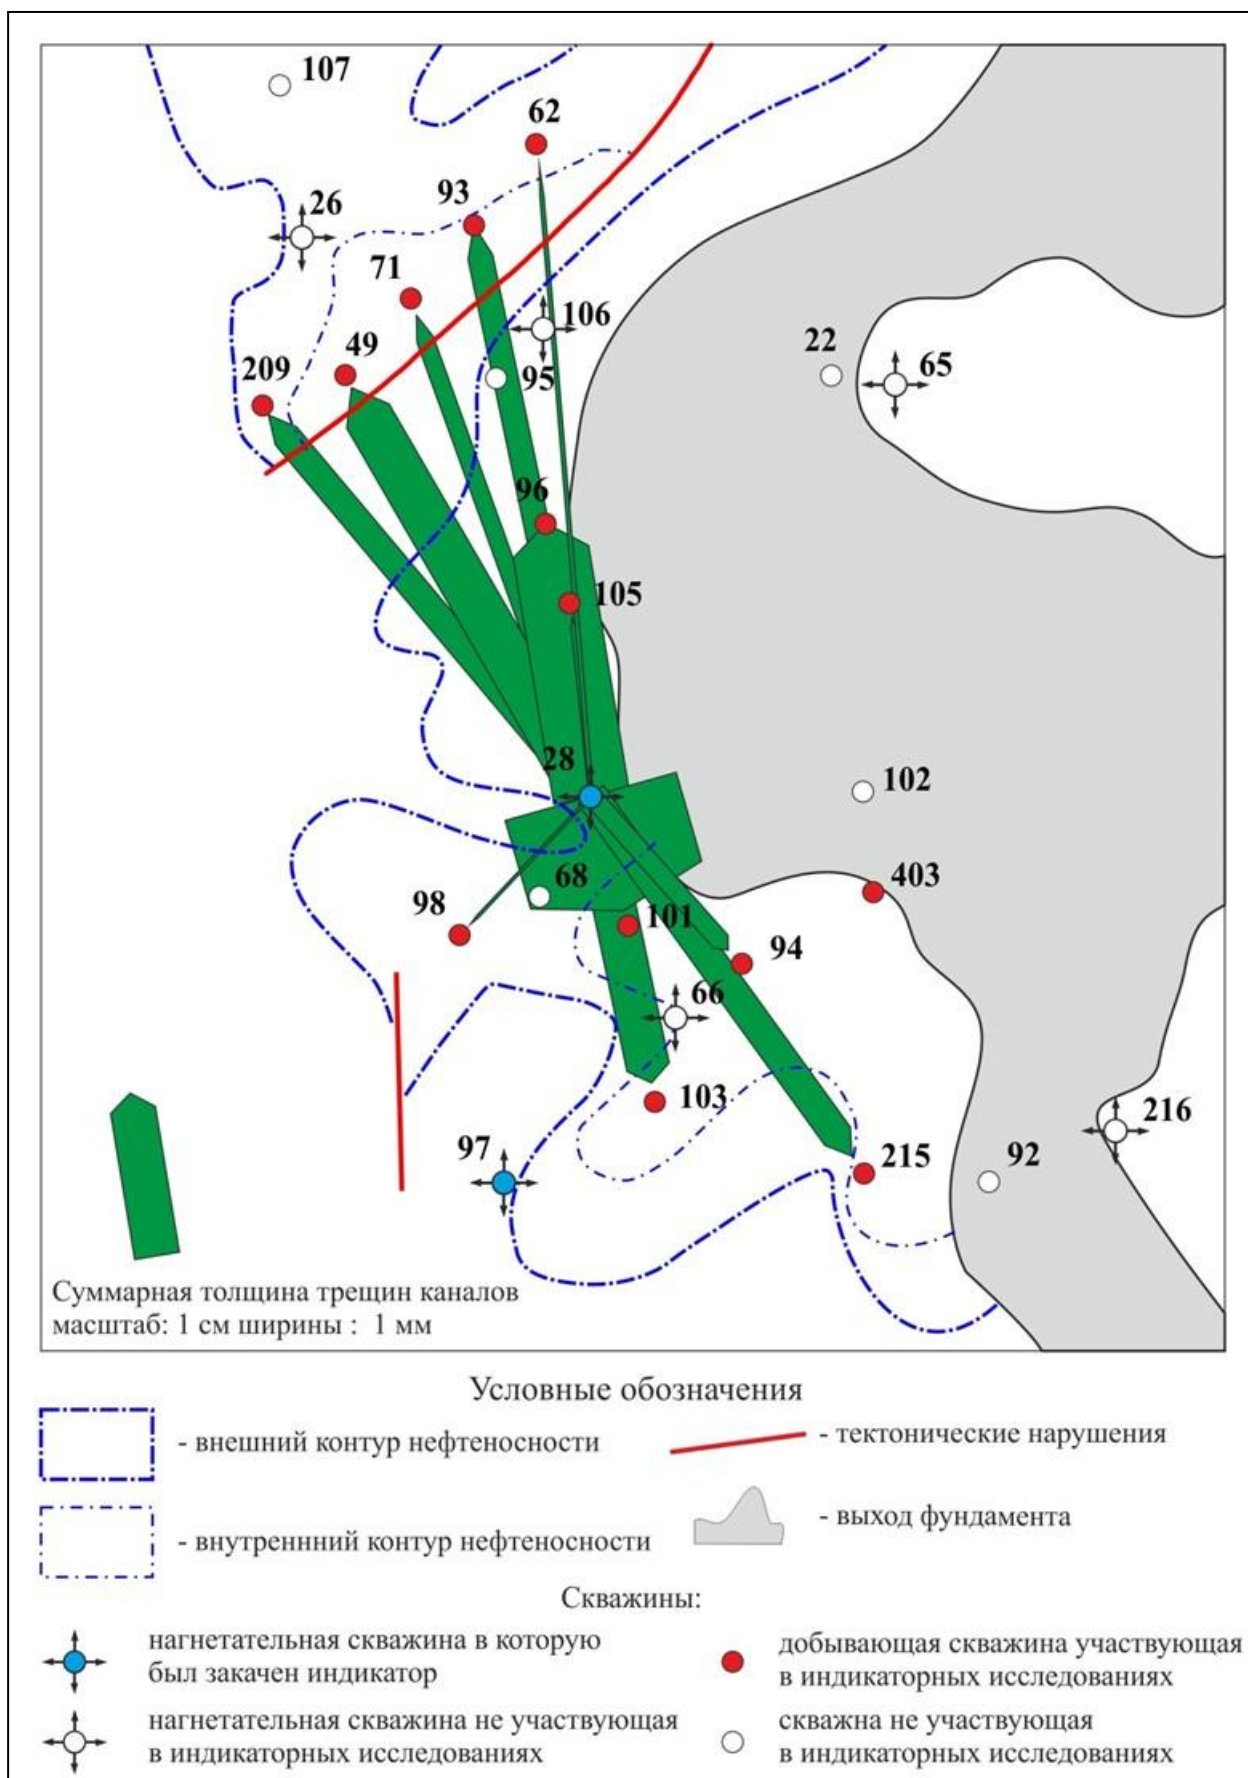 107
62
26
93
71
106
49
22
65
209
95
96
105
28
102
68
403
98
101
94
66
103
216
97
215
92
Суммарная толщина трещин каналов
масштаб: 1 см ширины : 1 мм
Условные обозначения
- внешний контур нефтеносности
- тектонические нарушения
- внутреннний контур нефтеносности
- выход фундамента
Скважины:
нагнетательная скважина в которую
был закачен индикатор
добывающая скважина участвующая
в индикаторных исследованиях
нагнетательная скважина не участвующая
в индикаторных исследованиях
скважна не участвующая
в индикаторных исследованиях